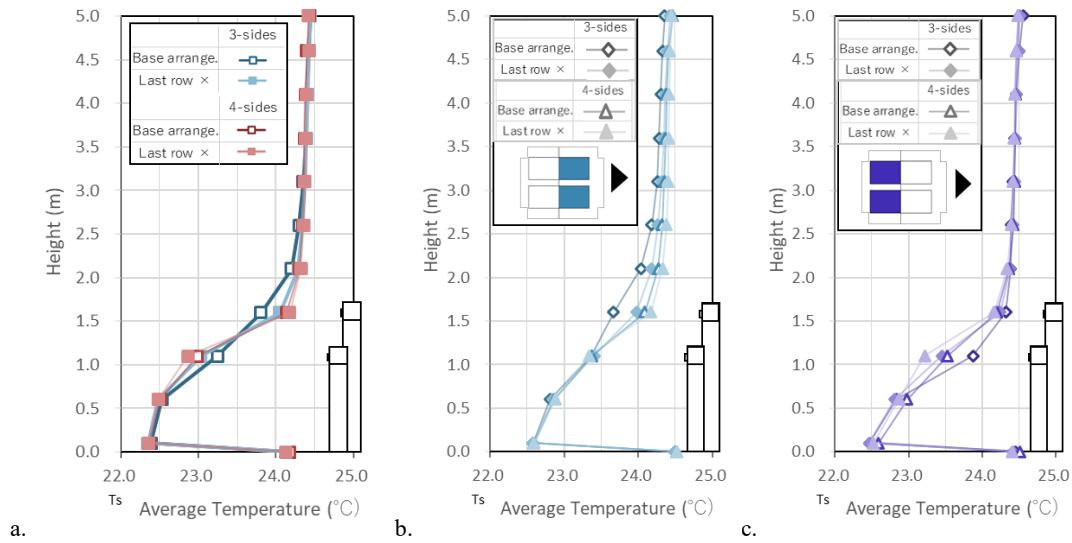 5.0
4.5
4.0
3.5
3.0
2.5
2.0
1.5
1.0
0.5
0.0
Height (m)
3-sides
Base arrange.
Last row ×
4-sides
Base arrange.
Last row ×
22.0 23.0 24.0 25.0
Ts Average Temperature (℃)
a.
5.0
4.5
4.0
3.5
3.0
2.5
2.0
1.5
1.0
0.5
0.0
Height (m)
3-sides
Base arrange.
Last row ×
4-sides
Base arrange.
Last row ×
22.0 23.0 24.0 25.0
Ts Average Temperature (℃)
b.
5.0
4.5
4.0
3.5
3.0
2.5
2.0
1.5
1.0
0.5
0.0
Height (m)
3-sides
Base arrange.
Last row ×
4-sides
Base arrange.
Last row ×
22.0 23.0 24.0 25.0
Ts Average Temperature (℃)
c.